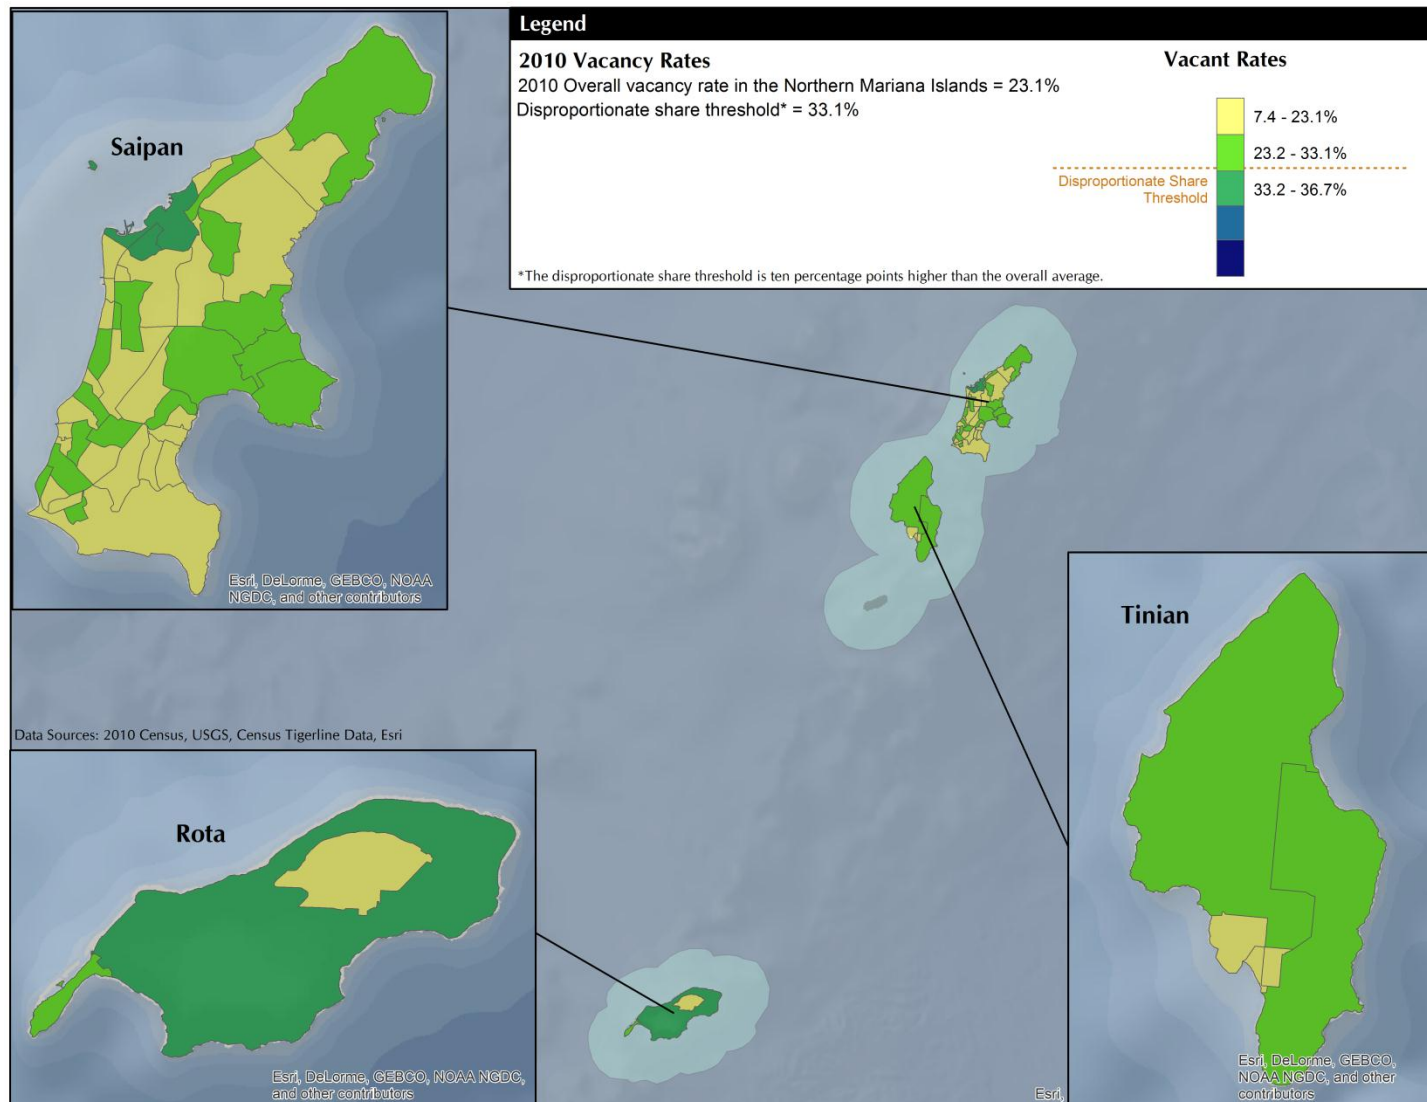 Legend
2010 Vacancy Rates
2010 Overall vacancy rate in the Northern Mariana Islands = 23.1%
Disproportionate share threshold* = 33.1%
Vacant Rates
7.4 - 23.1%
23.2 - 33.1%
Disproportionate Share
Threshold
33.2 - 36.7%
*The disproportionate share threshold is ten percentage points higher than the overall average.
Saipan
Esri, DeLorme, GEBCO, NOAA
NGDC, and other contributors
Tinian
Esri, DeLorme, GEBCO,
NOAA NGDC, and other
contributors
Data Sources: 2010 Census, USGS, Census Tigerline Data, Esri
Rota
Esri, DeLorme, GEBCO, NOAA NGDC,
and other contributors
Esri,